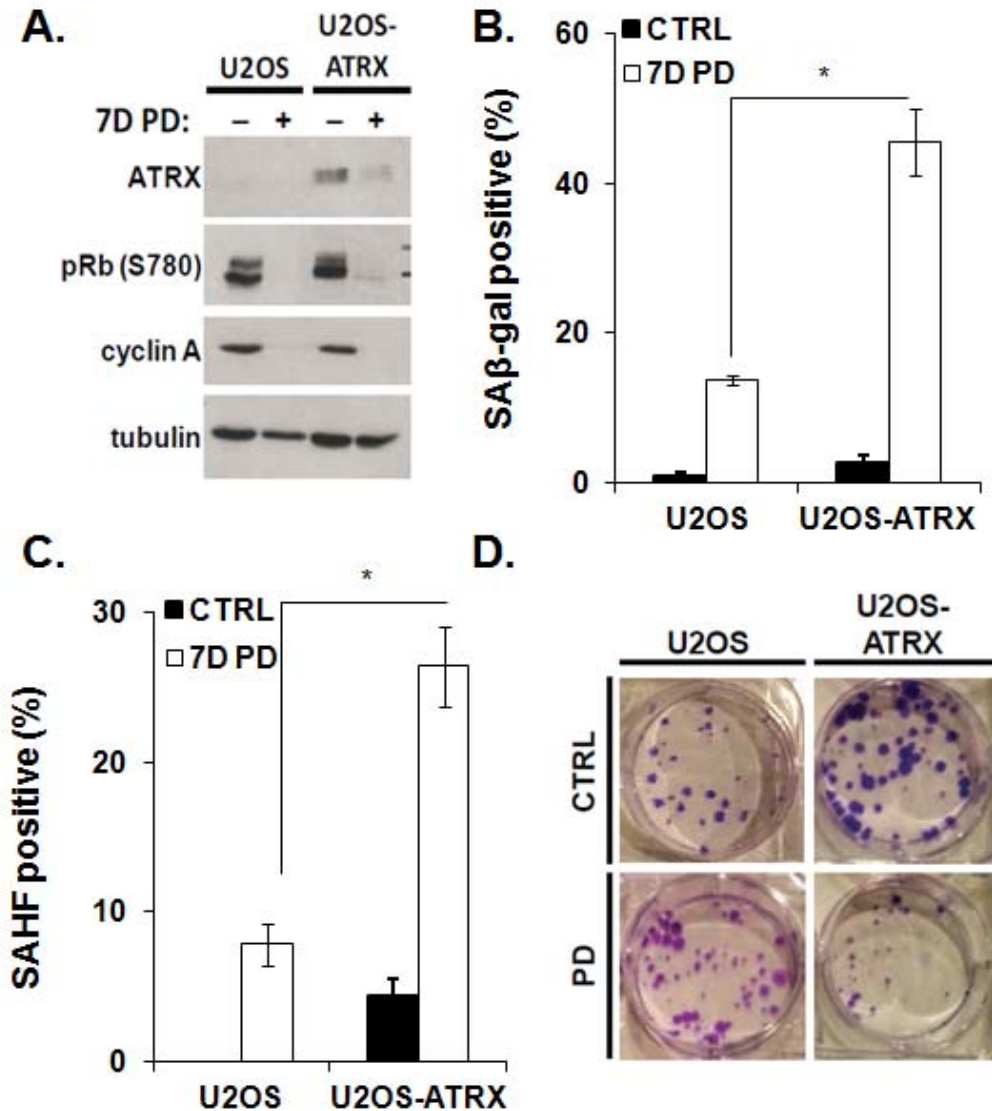 A.
U2OS
U2OS-
ATRX
7D PD: – + – +
ATRX
pRb (S780)
cyclin A
tubulin
B.
CTRL
7D PD
*
SAβ-gal positive (%)
60
40
20
0
U2OS U2OS-ATRX
C.
CTRL
7D PD
*
SAHF positive (%)
30
20
10
0
U2OS U2OS-ATRX
D.
U2OS
U2OS-
ATRX
CTRL
PD